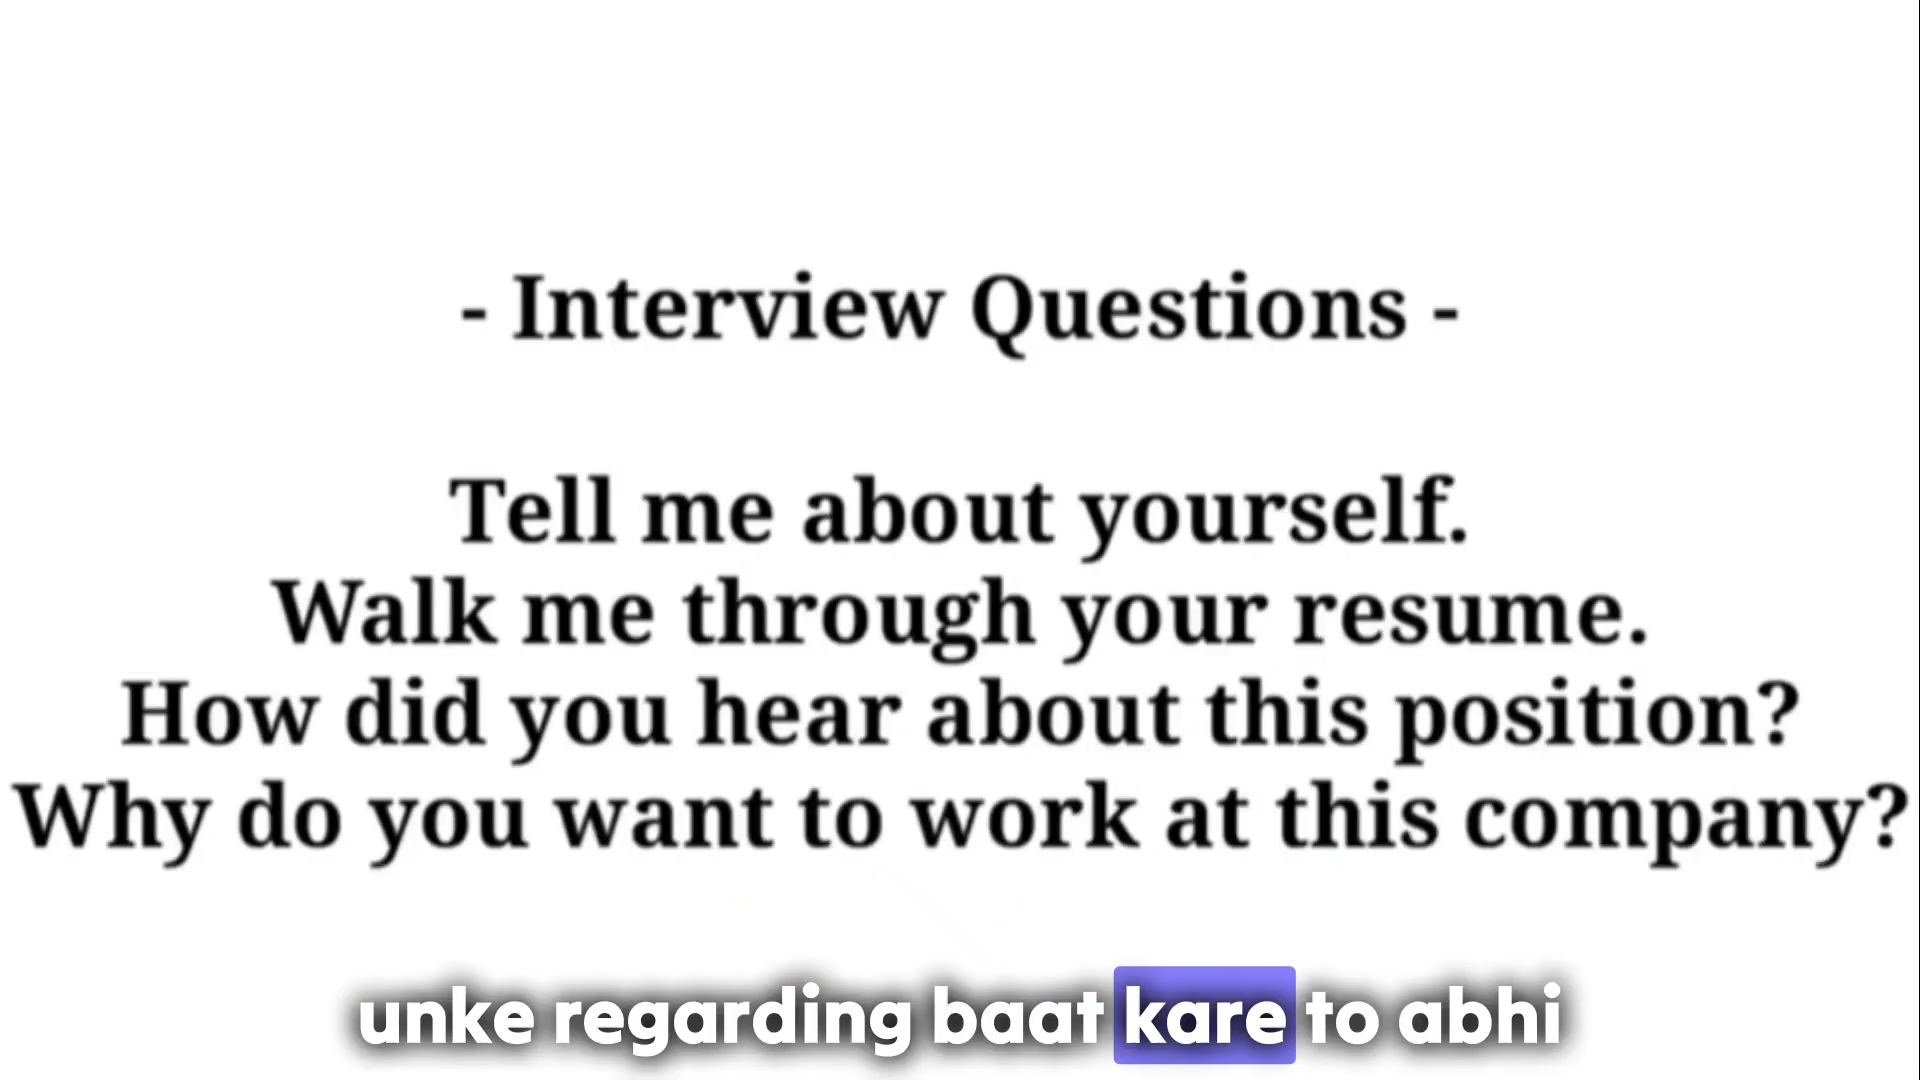 - Interview Questions -
Tell me about yourself.
Walk me through your resume.
How did you hear about this position?
Why do you want to work at this company?
unke regarding baat kare to abhi